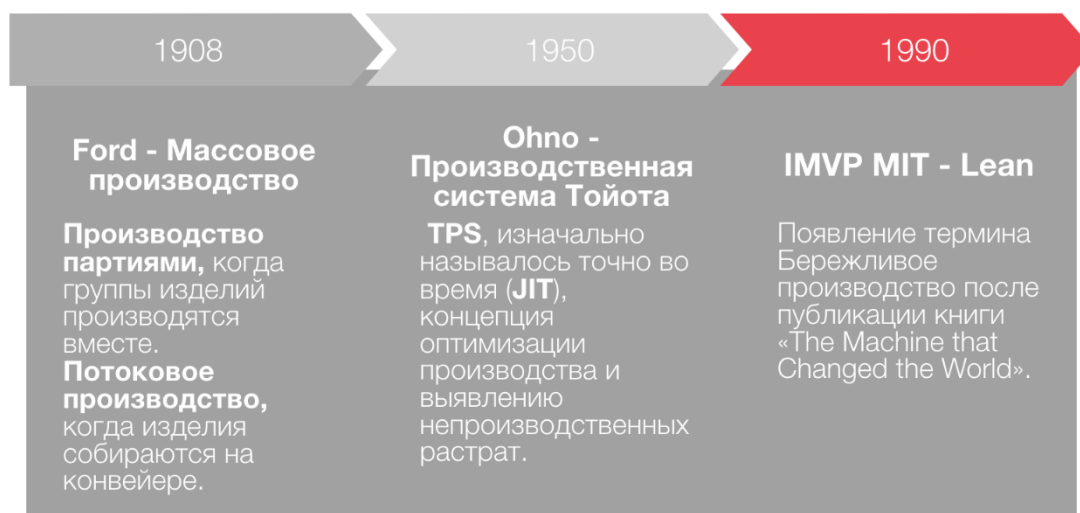 1908
1950
1990
Ford - Массовое
производство
Производство
партиями, когда
группы изделий
производятся
вместе.
Потоковое
производство,
когда изделия
собираются на
конвейере.
Ohno -
Производственная
система Тойота
TPS, изначально
называлось точно во
время (JIT),
концепция
оптимизации
производства и
выявлению
непроизводственных
растрат.
IMVP MIT - Lean
Появление термина
Бережливое
производство после
публикации книги
«The Machine that
Changed the World».